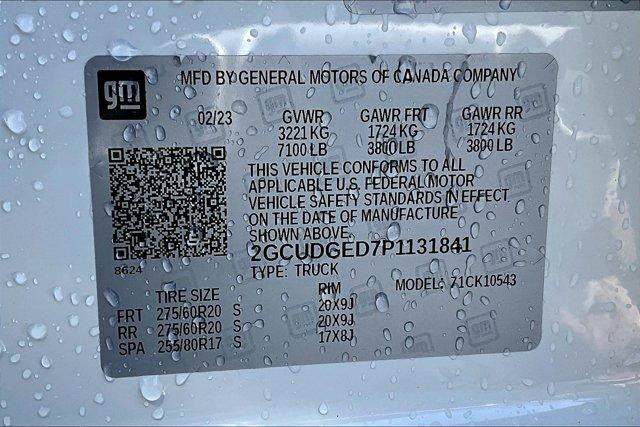 gm
MFD BY GENERAL MOTORS OF CANADA COMPANY
02/23 GVWR GAWR FRT GAWR RR
3221 KG 1724 KG 1724 KG
7100 LB 3800 LB 3800 LB
THIS VEHICLE CONFORMS TO ALL
APPLICABLE U.S. FEDERAL MOTOR
VEHICLE SAFETY STANDARDS IN EFFECT
ON THE DATE OF MANUFACTURE
SHOWN ABOVE.
8624
2GCUDGED7P1131841
TYPE: TRUCK
MODEL: 71CK10543
TIRE SIZE RIM
FRT 275/60R20 S 20X9J
RR 275/60R20 S 20X9J
SPA 255/80R17 S 17X8J